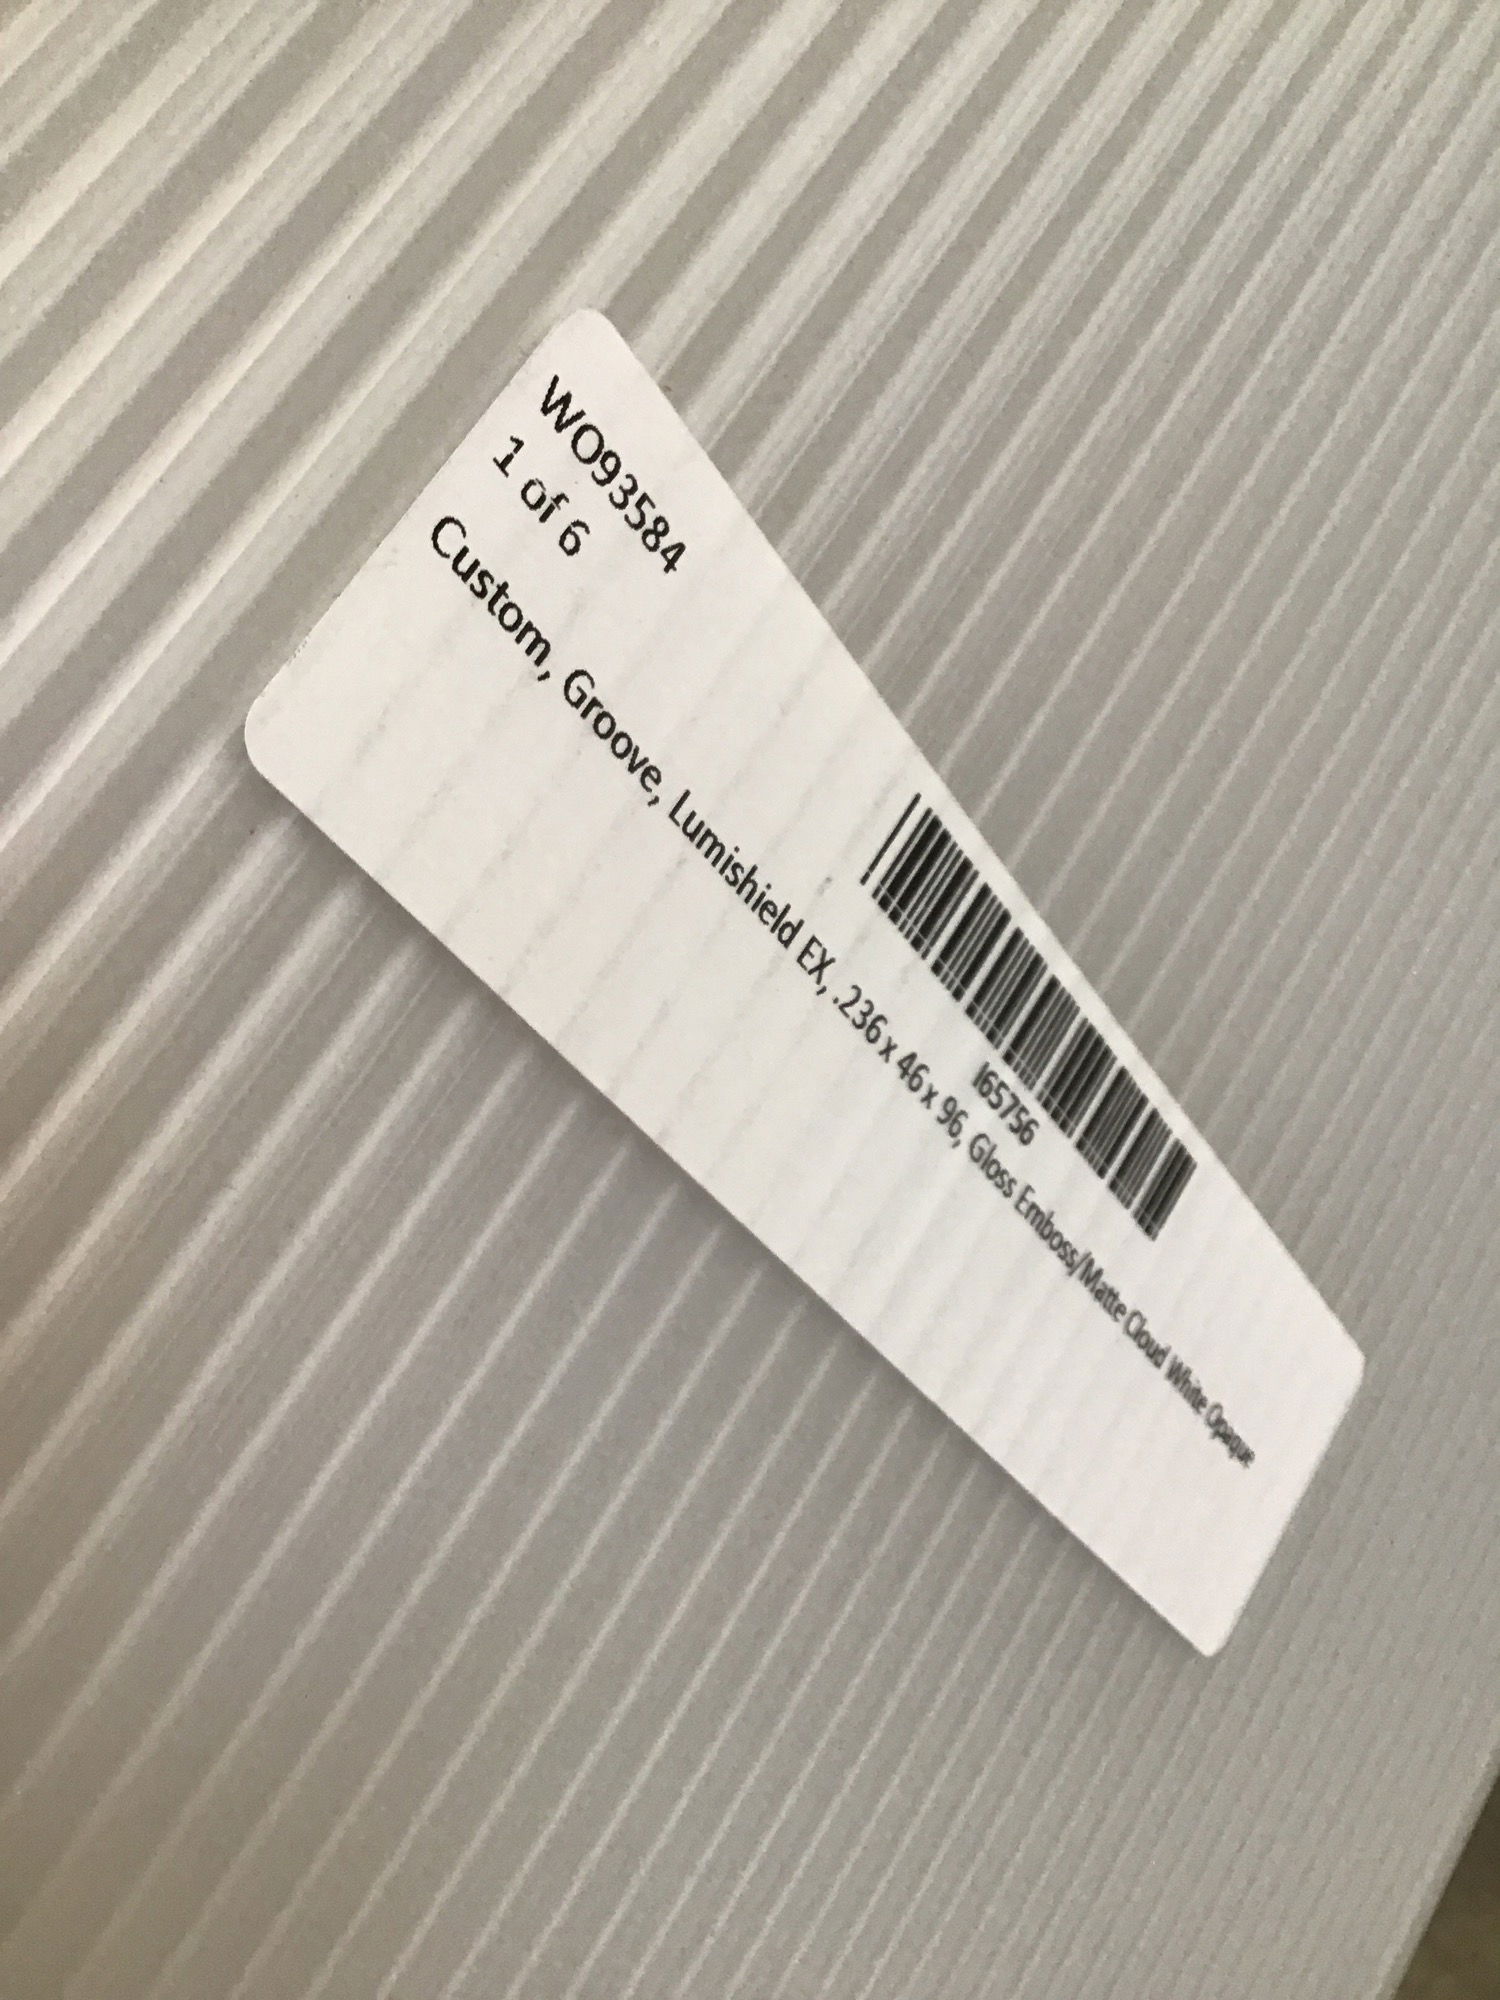 WO93584
1 of 6
I65756
Custom, Groove, Lumishield EX, .236 x 46 x 96, Gloss Emboss/Matte Cloud White Opaque